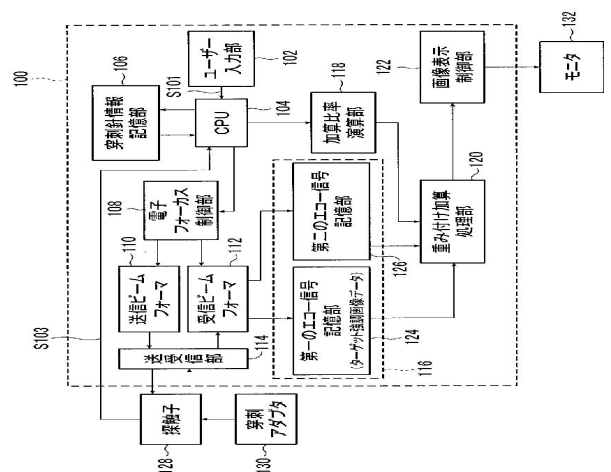 100
106
穿刺針情報
記憶部
S101
ユーザー
入力部
102
CPU
104
118
加算比率
演算部
122
画像表示
制御部
132
モニタ
108
電子
フォーカス
制御部
110
送信ビーム
フォーマ
112
受信ビーム
フォーマ
第二のエコー信号
記憶部
126
第一のエコー信号
記憶部
(ターゲット強調画像データ)
124
116
120
重み付け加算
処理部
S103
送受信部
114
探触子
128
穿刺
アダプタ
130